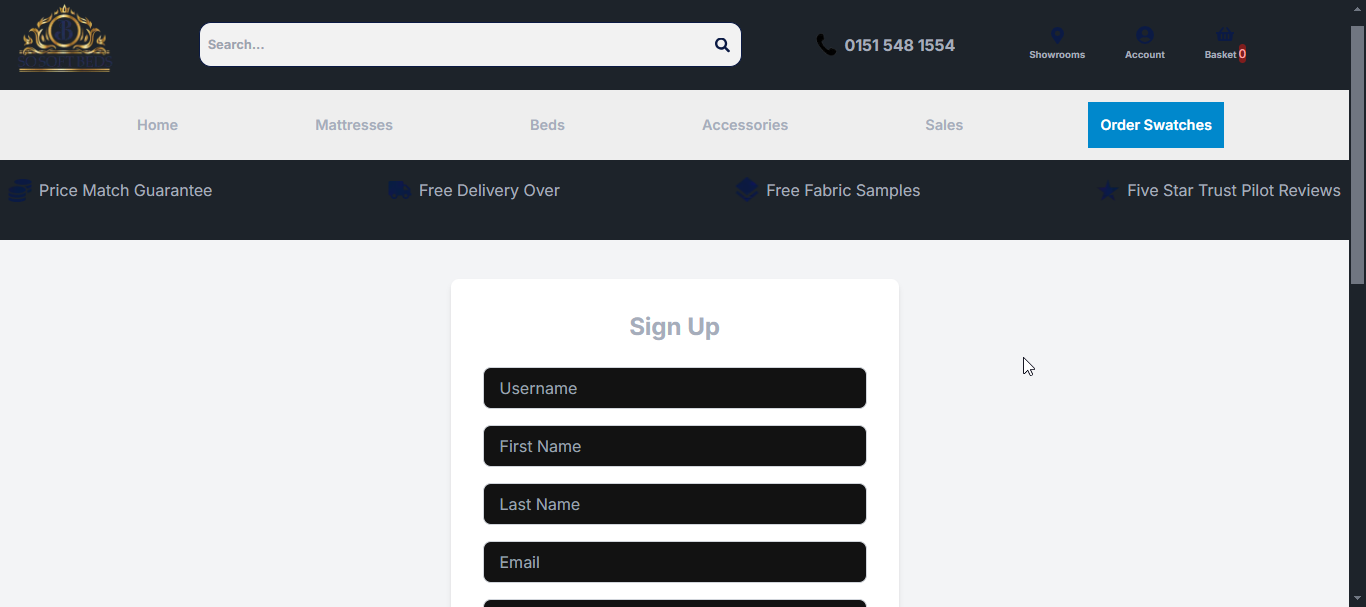 Search...
0151 548 1554
Showrooms
Account
Basket 0
Home
Mattresses
Beds
Accessories
Sales
Order Swatches
Price Match Guarantee
Free Delivery Over
Free Fabric Samples
Five Star Trust Pilot Reviews
Sign Up
Username
First Name
Last Name
Email